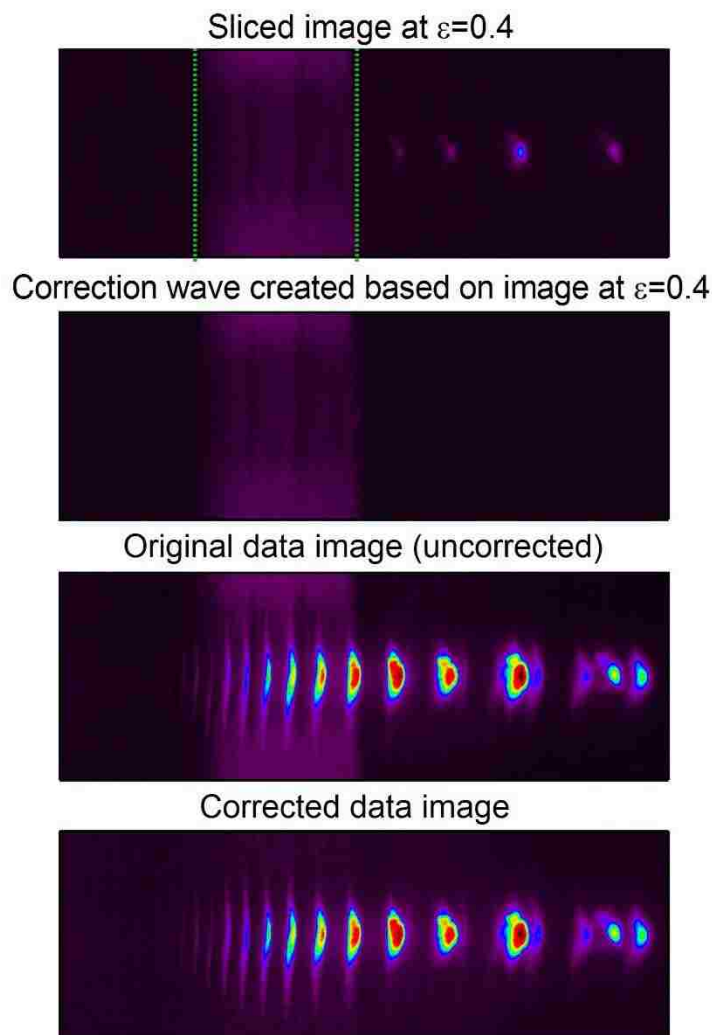 Sliced image at ε=0.4
Correction wave created based on image at ε=0.4
Original data image (uncorrected)
Corrected data image